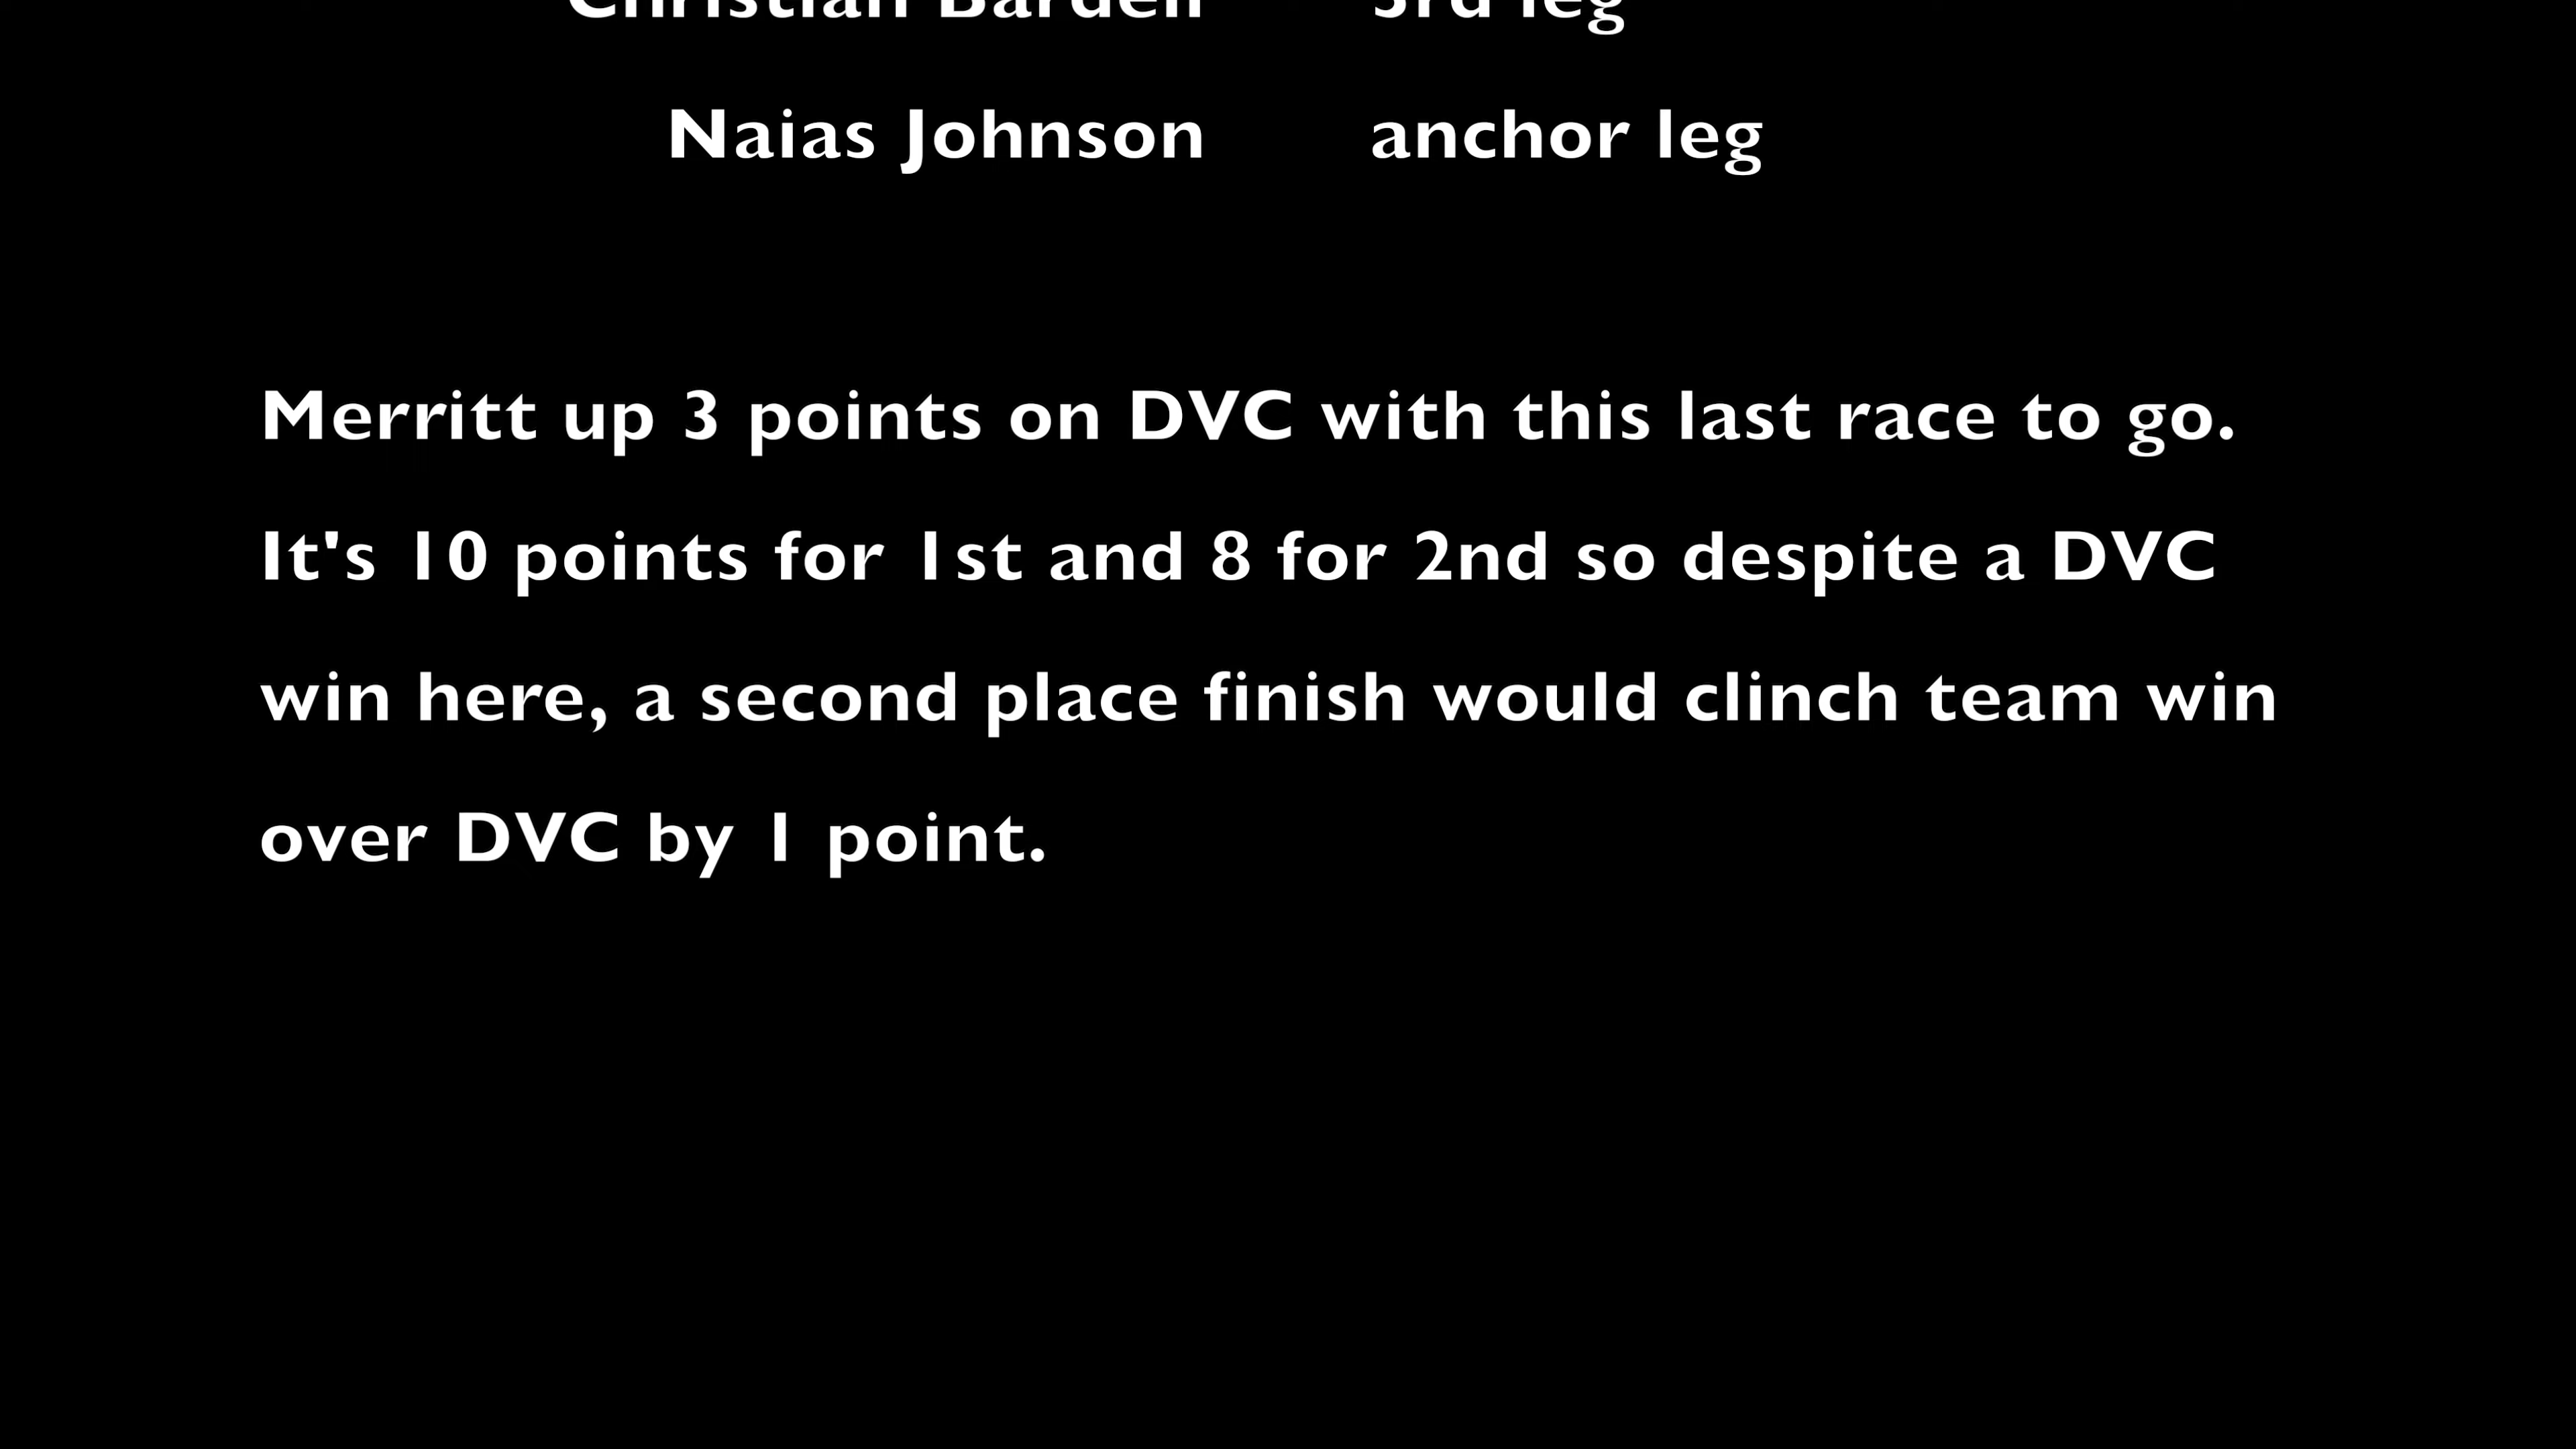 Christian Bardell 3rd leg
Naias Johnson anchor leg
Merritt up 3 points on DVC with this last race to go.
It's 10 points for 1st and 8 for 2nd so despite a DVC
win here, a second place finish would clinch team win
over DVC by 1 point.